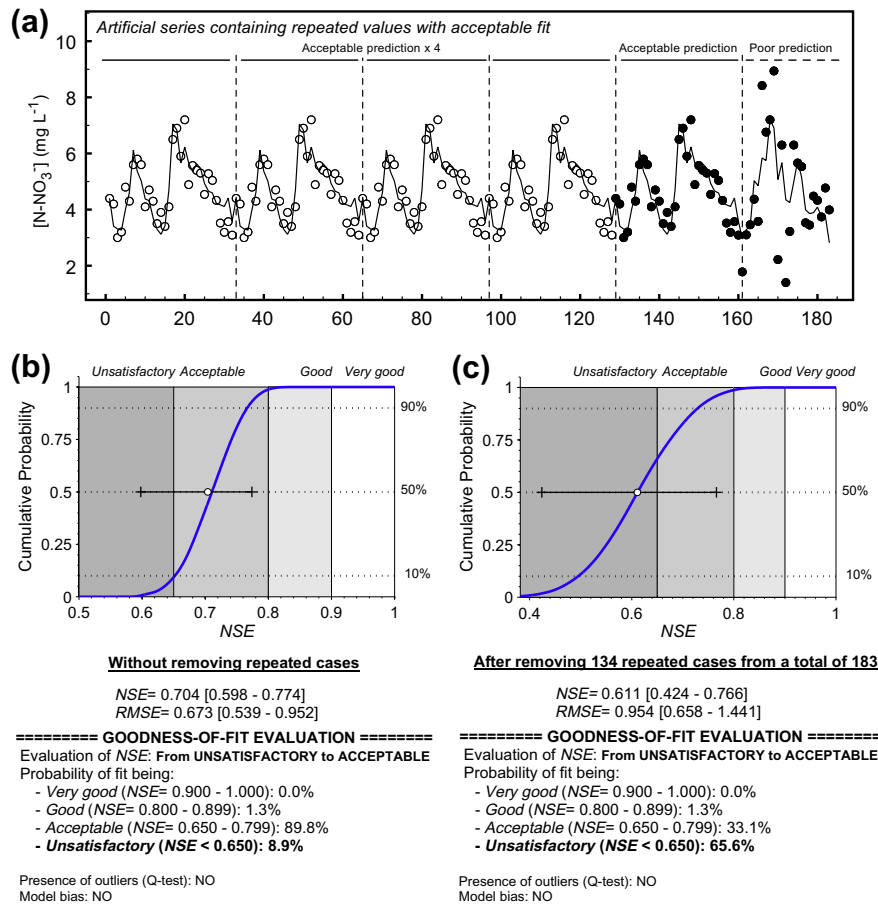 (a)
Artificial series containing repeated values with acceptable fit
Acceptable prediction x 4
Acceptable prediction
Poor prediction
[N-NO3-] (mg L-1)
10
8
6
4
2
0 20 40 60 80 100 120 140 160 180
(b)
Unsatisfactory Acceptable Good Very good
Cumulative Probability
1
0.75
0.5
0.25
0
90%
50%
10%
0.5 0.6 0.7 0.8 0.9 1
NSE
Without removing repeated cases
NSE= 0.704 [0.598 - 0.774]
RMSE= 0.673 [0.539 - 0.952]
========= GOODNESS-OF-FIT EVALUATION ========
Evaluation of NSE: From UNSATISFACTORY to ACCEPTABLE
Probability of fit being:
- Very good (NSE= 0.900 - 1.000): 0.0%
- Good (NSE= 0.800 - 0.899): 1.3%
- Acceptable (NSE= 0.650 - 0.799): 89.8%
- Unsatisfactory (NSE < 0.650): 8.9%
Presence of outliers (Q-test): NO
Model bias: NO
(c)
Unsatisfactory Acceptable Good Very good
Cumulative Probability
1
0.75
0.5
0.25
0
90%
50%
10%
0.4 0.6 0.8 1
NSE
After removing 134 repeated cases from a total of 183
NSE= 0.611 [0.424 - 0.766]
RMSE= 0.954 [0.658 - 1.441]
========= GOODNESS-OF-FIT EVALUATION ========
Evaluation of NSE: From UNSATISFACTORY to ACCEPTABLE
Probability of fit being:
- Very good (NSE= 0.900 - 1.000): 0.0%
- Good (NSE= 0.800 - 0.899): 1.3%
- Acceptable (NSE= 0.650 - 0.799): 33.1%
- Unsatisfactory (NSE < 0.650): 65.6%
Presence of outliers (Q-test): NO
Model bias: NO